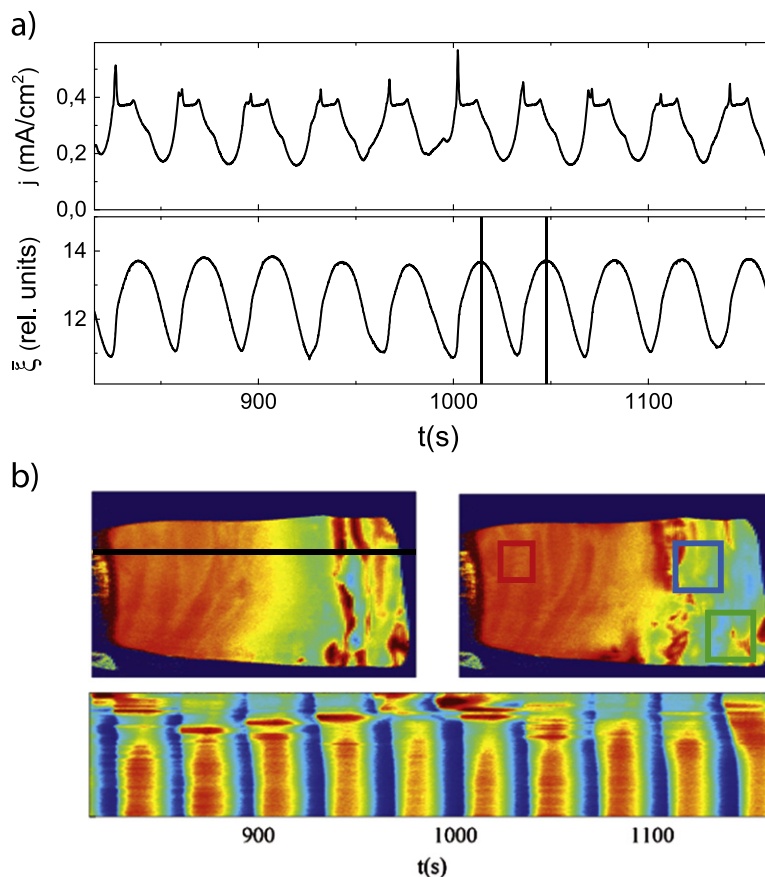 a)
j (mA/cm²)
0,4
0,2
0,0
ξ̄ (rel. units)
14
12
900 1000 1100
t(s)
b)
900 1000 1100
t(s)